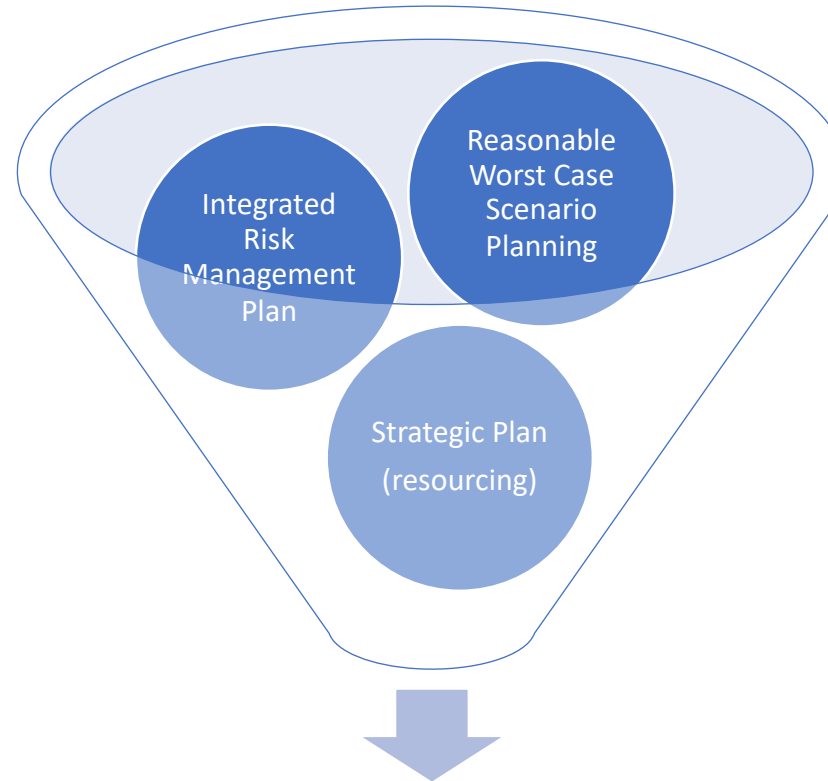 Reasonable
Worst Case
Scenario
Planning
Integrated
Risk
Management
Plan
Strategic Plan
(resourcing)